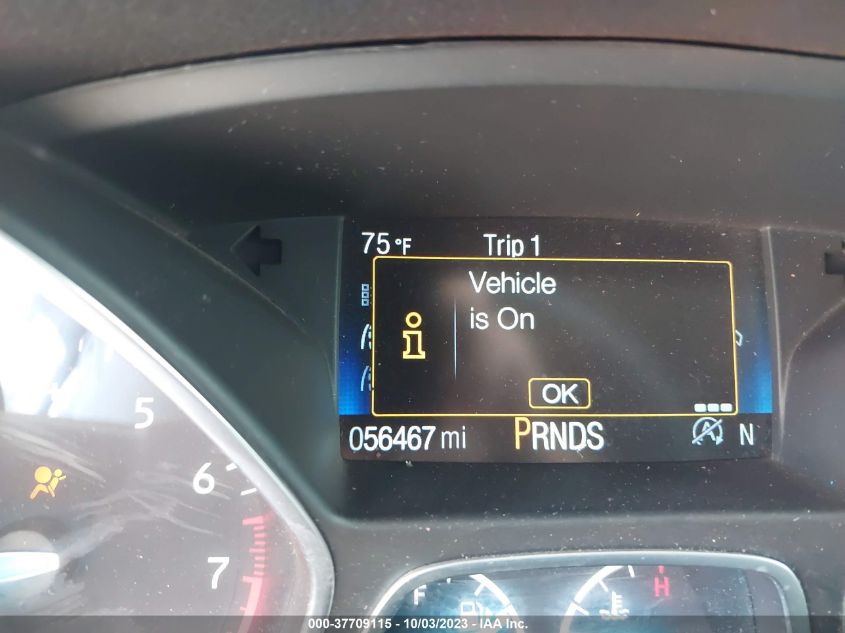 75°F Trip 1
Vehicle
is On
OK
056467 mi PRNDS N
5
6
7
F H
000-37709115 - 10/03/2023 - © IAA Inc.